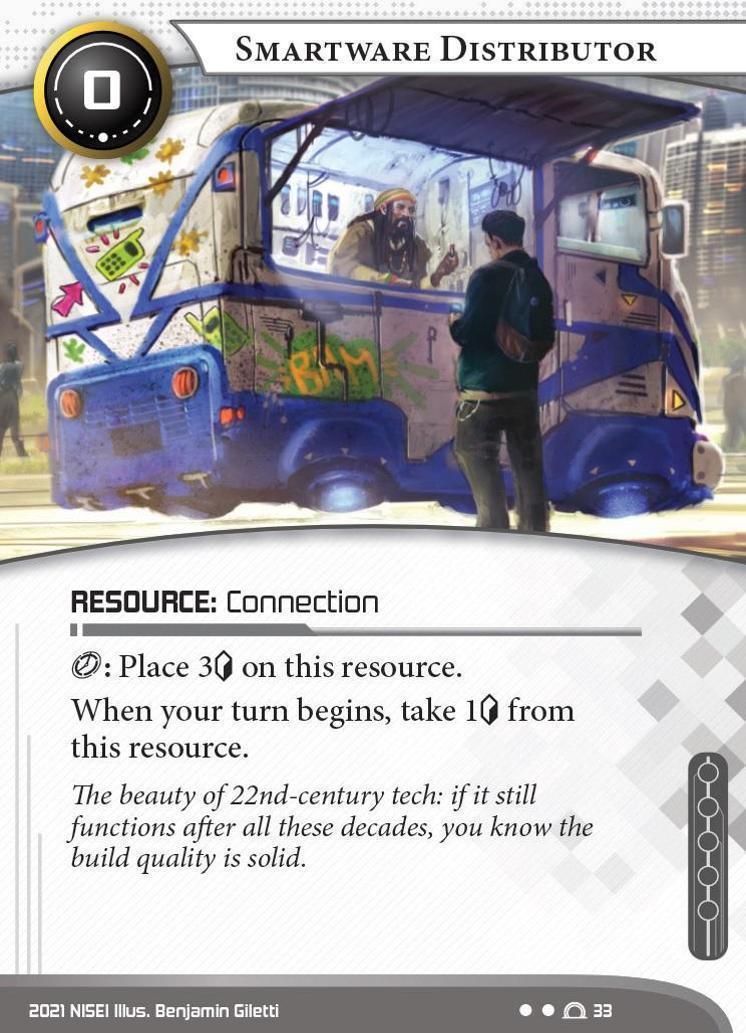 0
SMARTWARE DISTRIBUTOR
BAM
RESOURCE: Connection
: Place 3 on this resource.
When your turn begins, take 1 from
this resource.
The beauty of 22nd-century tech: if it still
functions after all these decades, you know the
build quality is solid.
2021 NISEI Illus. Benjamin Giletti
33